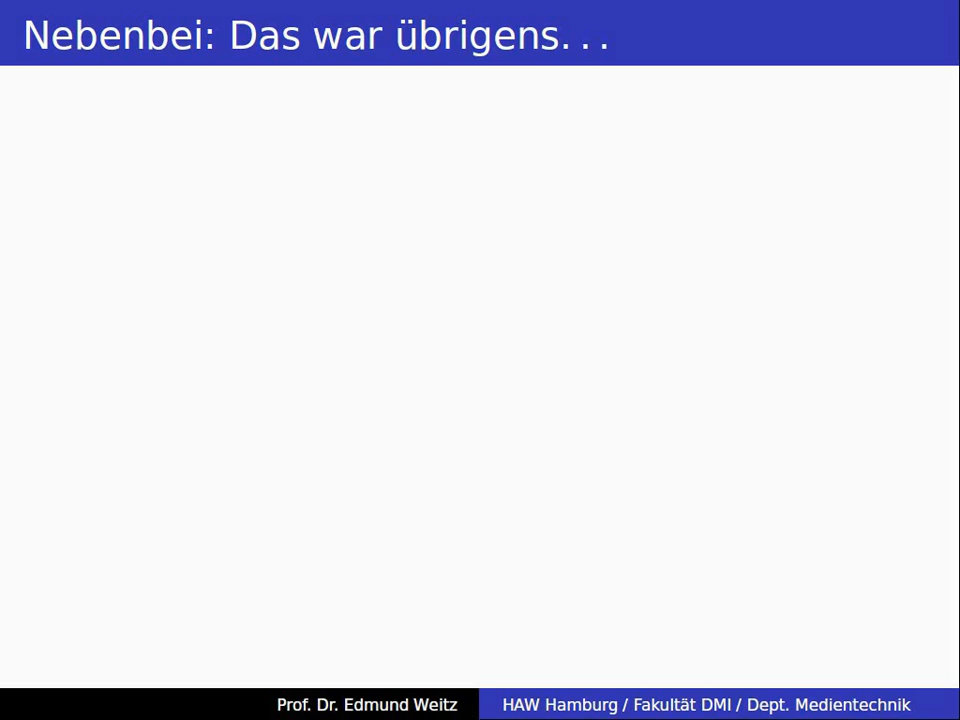 Nebenbei: Das war übrigens. . .
Prof. Dr. Edmund Weitz
HAW Hamburg / Fakultät DMI / Dept. Medientechnik